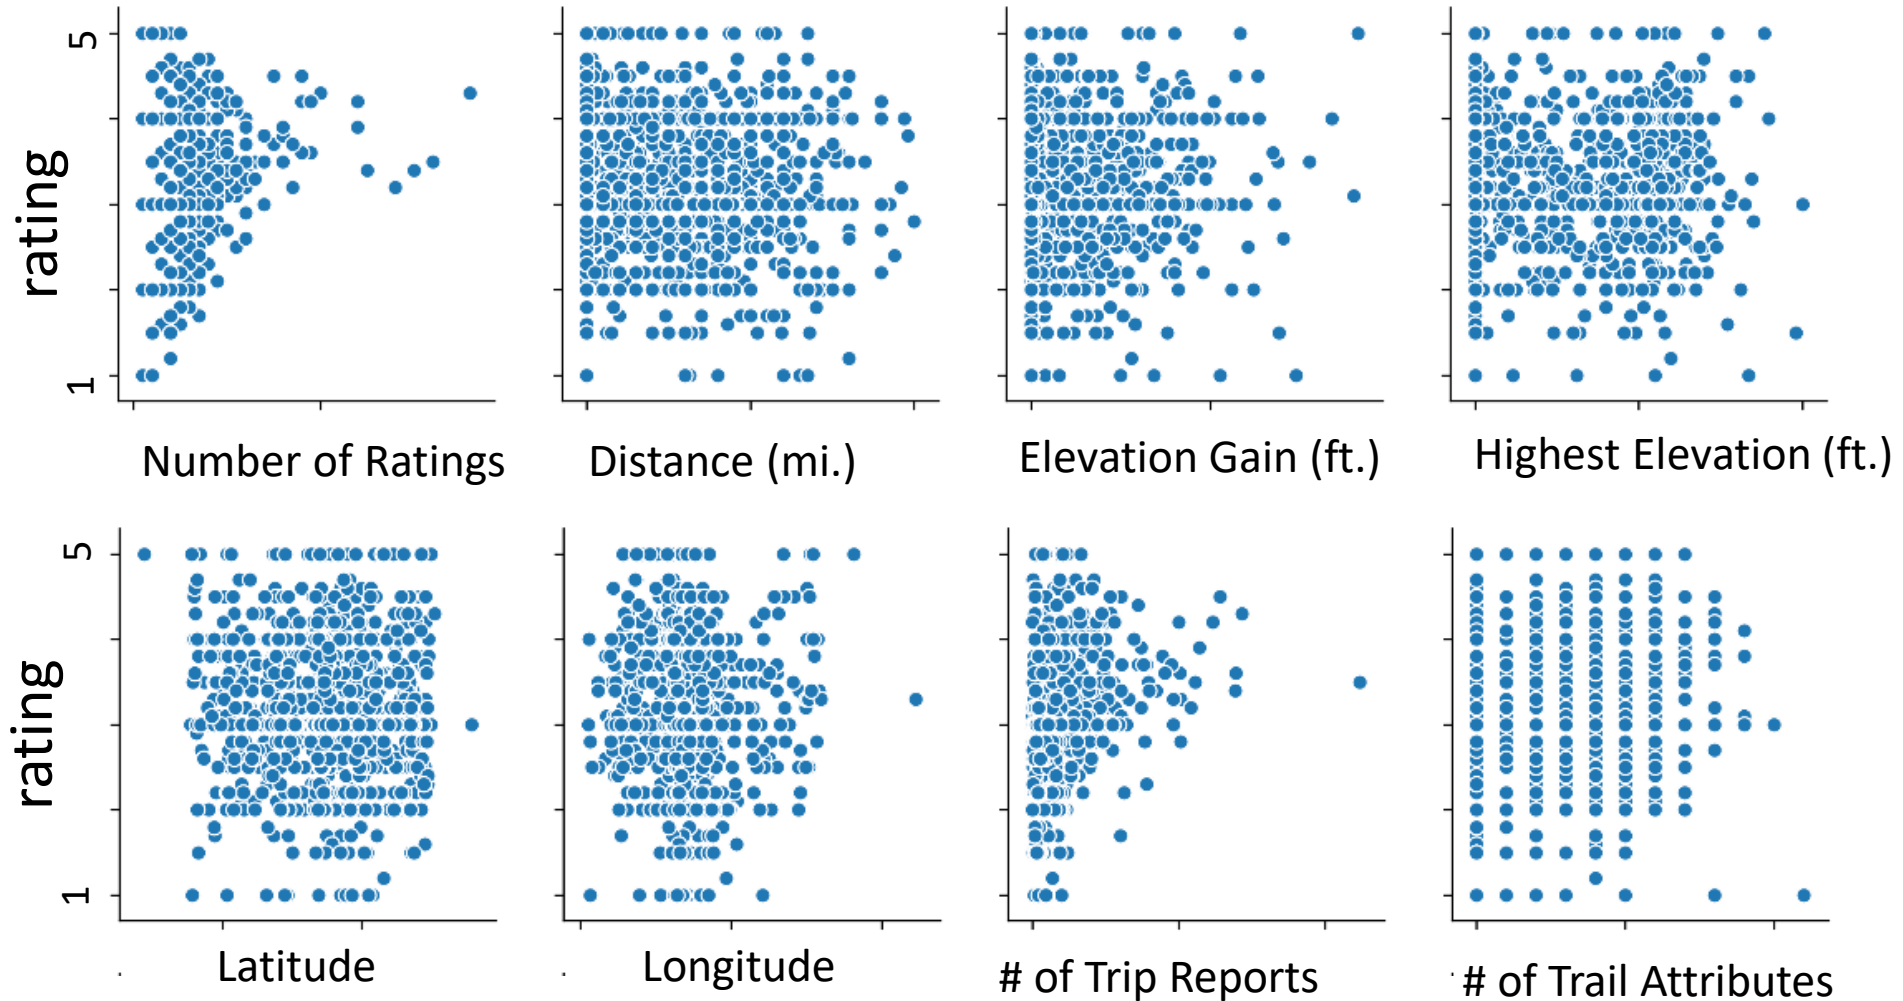 rating
5
1
Number of Ratings
Distance (mi.)
Elevation Gain (ft.)
Highest Elevation (ft.)
rating
5
1
Latitude
Longitude
# of Trip Reports
# of Trail Attributes